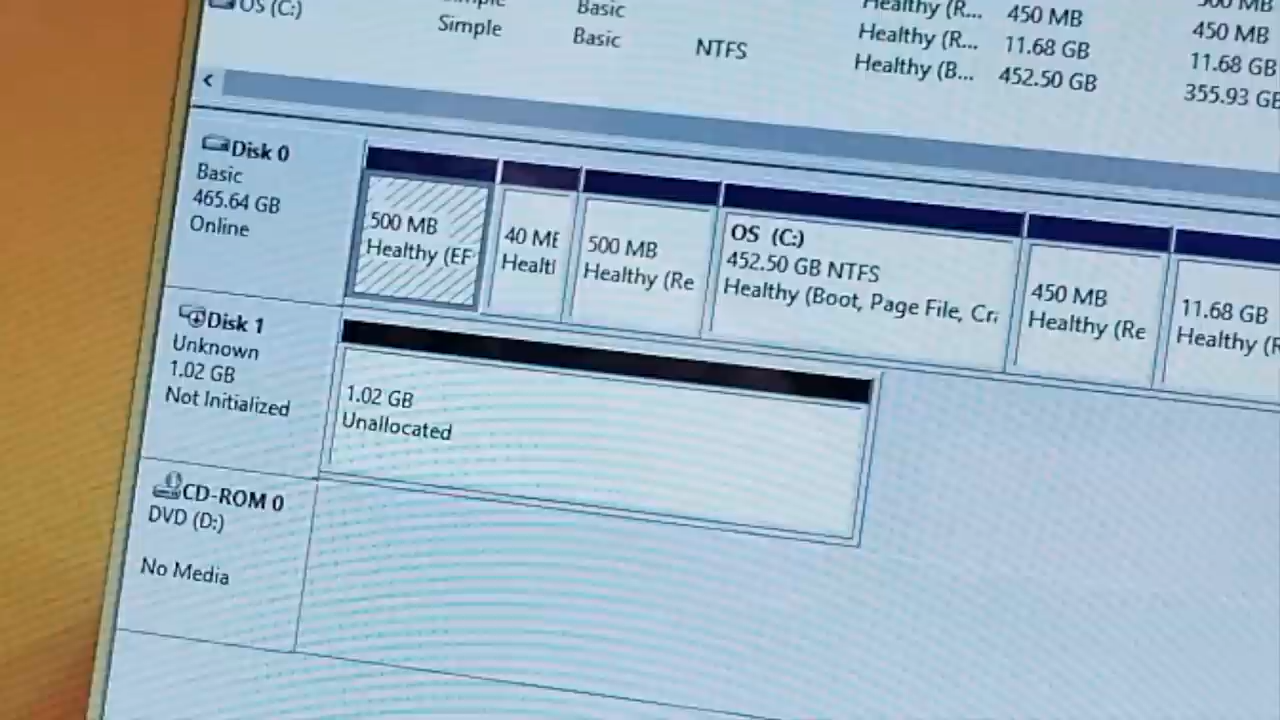 OS (C:)
Simple
Basic
Basic
NTFS
Healthy (R...
Healthy (R...
Healthy (B...
450 MB
11.68 GB
452.50 GB
450 MB
11.68 GB
355.93 GB
<
Disk 0
Basic
465.64 GB
Online
500 MB
Healthy (EF
40 ME
Healti
500 MB
Healthy (Re
OS (C:)
452.50 GB NTFS
Healthy (Boot, Page File, Cr
450 MB
Healthy (Re
11.68 GB
Healthy (R
Disk 1
Unknown
1.02 GB
Not Initialized
1.02 GB
Unallocated
CD-ROM 0
DVD (D:)
No Media